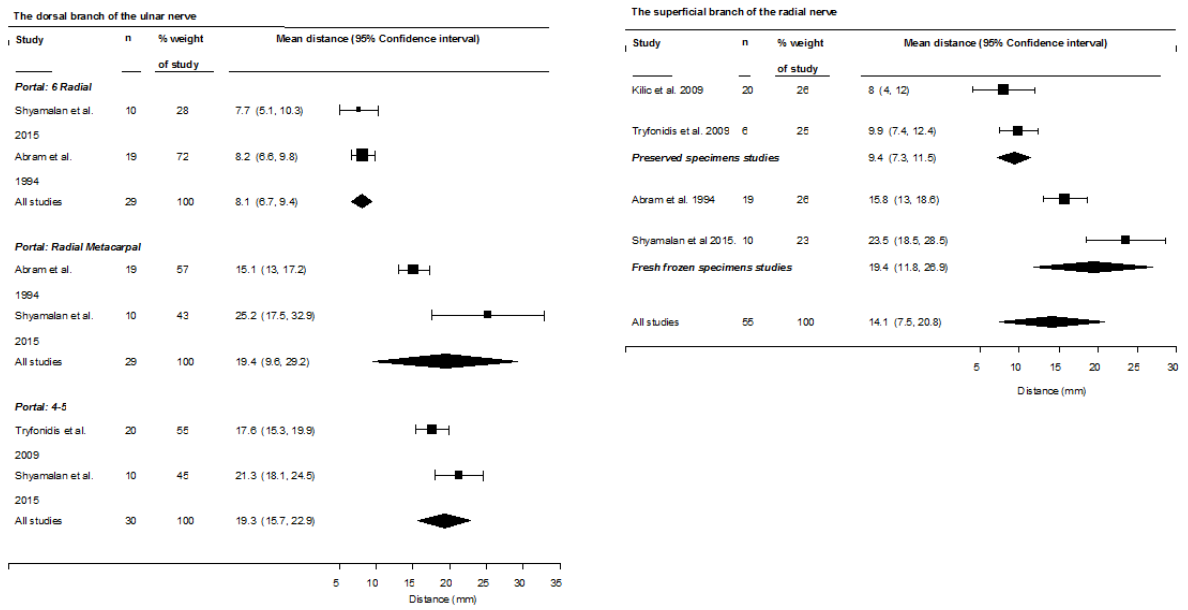 The dorsal branch of the ulnar nerve
Study n % weight Mean distance (95% Confidence interval)
of study
Portal: 6 Radial
Shyamalan et al. 10 28 7.7 (5.1, 10.3)
2015
Abram et al. 19 72 8.2 (6.6, 9.8)
1994
All studies 29 100 8.1 (6.7, 9.4)
Portal: Radial Metacarpal
Abram et al. 19 57 15.1 (13, 17.2)
1994
Shyamalan et al. 10 43 25.2 (17.5, 32.9)
2015
All studies 29 100 19.4 (9.6, 29.2)
Portal: 4-5
Tryfonidis et al. 20 55 17.6 (15.3, 19.9)
2009
Shyamalan et al. 10 45 21.3 (18.1, 24.5)
2015
All studies 30 100 19.3 (15.7, 22.9)
5 10 15 20 25 30 35
Distance (mm)
The superficial branch of the radial nerve
Study n % weight Mean distance (95% Confidence interval)
of study
Kilic et al. 2009 20 26 8 (4, 12)
Tryfonidis et al. 2009 6 25 9.9 (7.4, 12.4)
Preserved specimens studies 9.4 (7.3, 11.5)
Abram et al. 1994 19 26 15.8 (13, 18.6)
Shyamalan et al 2015. 10 23 23.5 (18.5, 28.5)
Fresh frozen specimens studies 19.4 (11.8, 26.9)
All studies 55 100 14.1 (7.5, 20.8)
5 10 15 20 25 30
Distance (mm)